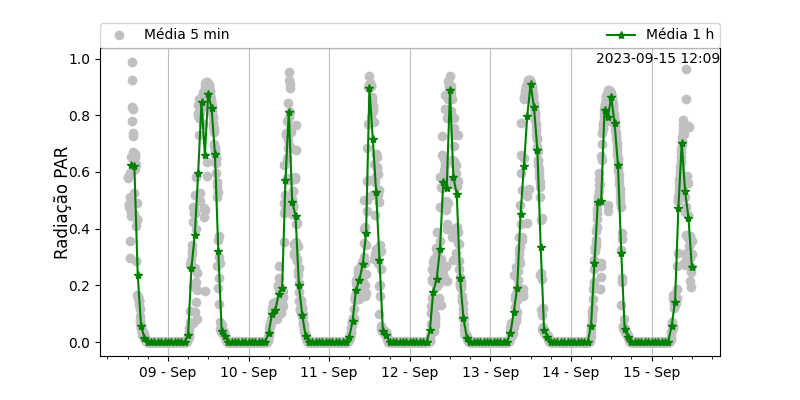 Média 5 min
Média 1 h
2023-09-15 12:09
Radiação PAR
1.0
0.8
0.6
0.4
0.2
0.0
09 - Sep
10 - Sep
11 - Sep
12 - Sep
13 - Sep
14 - Sep
15 - Sep